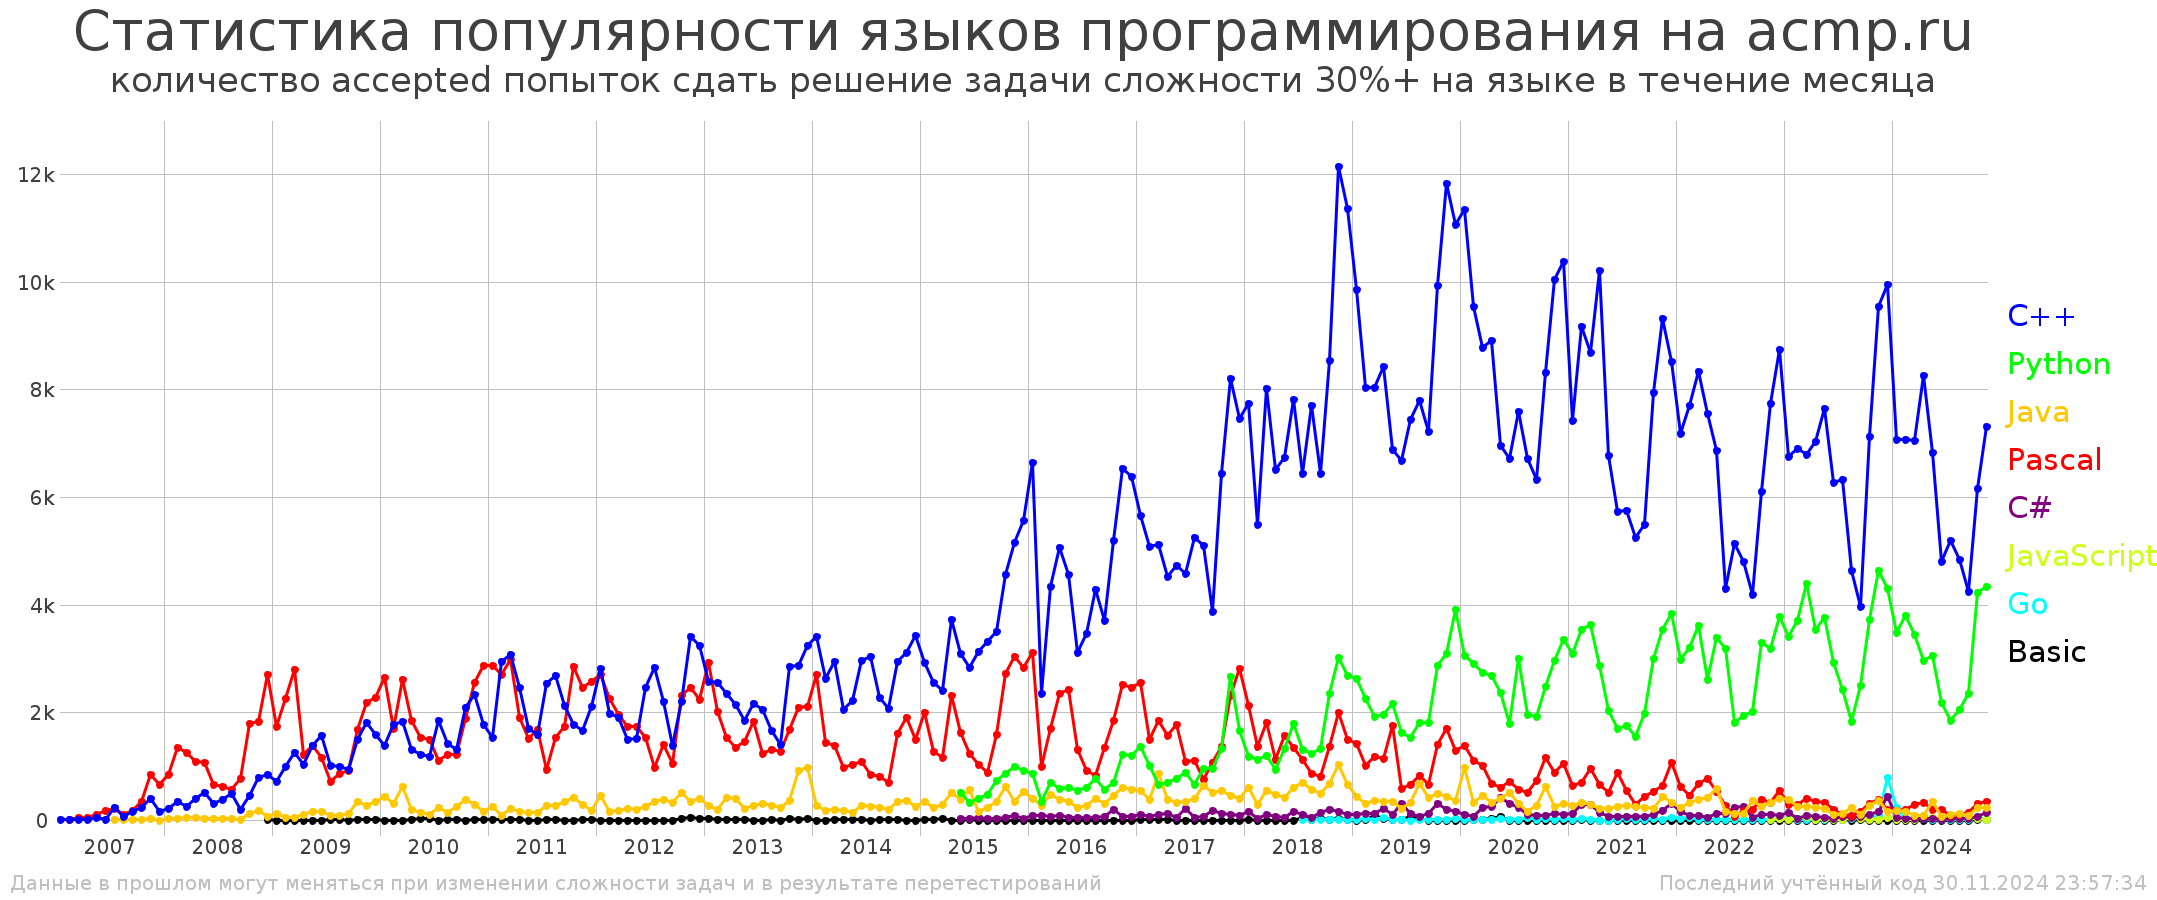 Статистика популярности языков программирования на acmp.ru
количество accepted попыток сдать решение задачи сложности 30%+ на языке в течение месяца
12k
10k
8k
6k
4k
2k
0
C++
Python
Java
Pascal
C#
JavaScript
Go
Basic
2007 2008 2009 2010 2011 2012 2013 2014 2015 2016 2017 2018 2019 2020 2021 2022 2023 2024
Данные в прошлом могут меняться при изменении сложности задач и в результате перетестирований
Последний учтённый код 30.11.2024 23:57:34